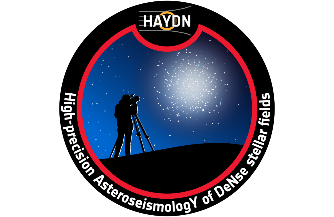 HAYDN
High-precision AsteroseismologY of DeNse stellar fields